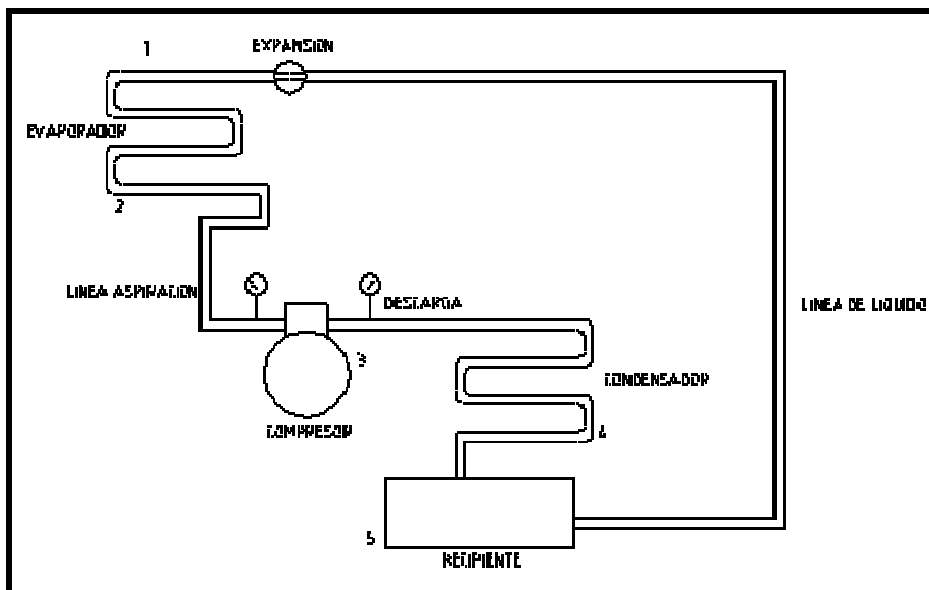 1
EXPANSION
EVAPORADOR
2
LINEA ASPIRACION
DESCARGA
LINEA DE LIQUIDO
3
CONDENSADOR
COMPRESOR
4
5
RECIPIENTE